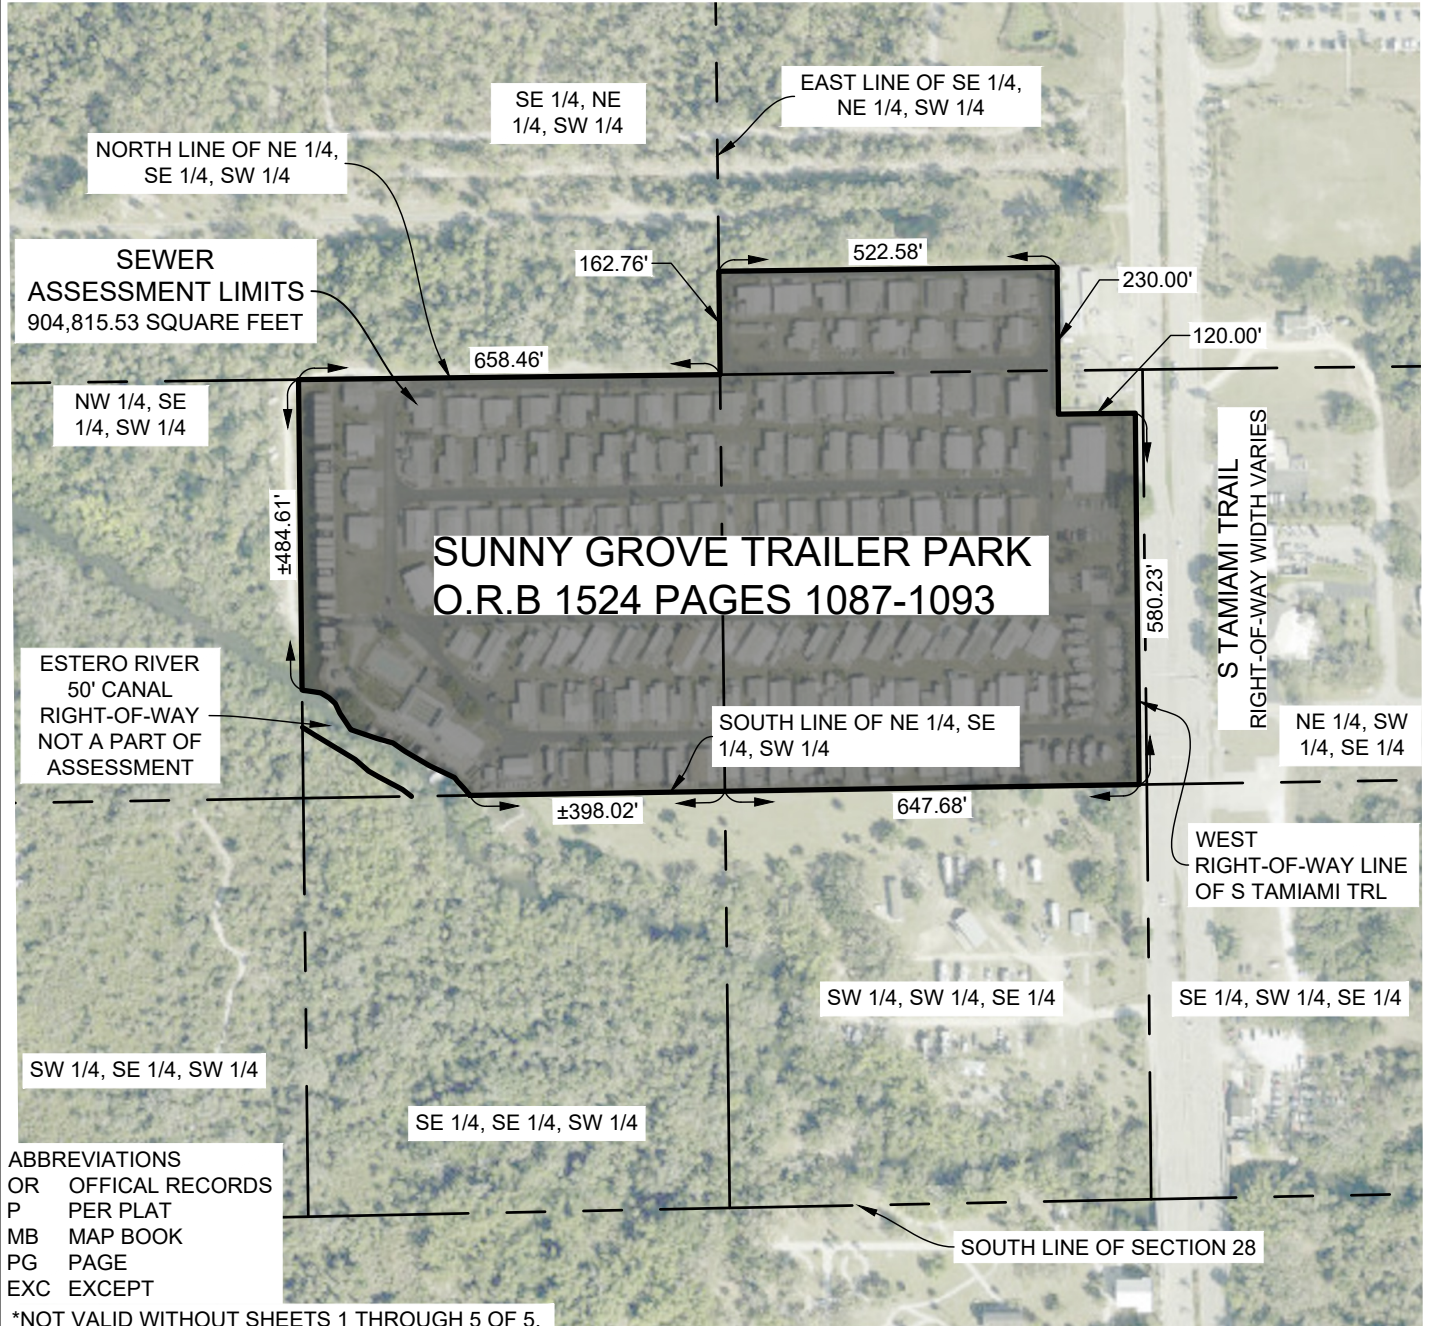 SE 1/4, NE
1/4, SW 1/4
EAST LINE OF SE 1/4,
NE 1/4, SW 1/4
NORTH LINE OF NE 1/4,
SE 1/4, SW 1/4
SEWER
ASSESSMENT LIMITS
904,815.53 SQUARE FEET
162.76'
522.58'
230.00'
120.00'
658.46'
NW 1/4, SE
1/4, SW 1/4
±484.61'
SUNNY GROVE TRAILER PARK
O.R.B 1524 PAGES 1087-1093
580.23'
S TAMIAMI TRAIL
RIGHT-OF-WAY WIDTH VARIES
ESTERO RIVER
50' CANAL
RIGHT-OF-WAY
NOT A PART OF
ASSESSMENT
SOUTH LINE OF NE 1/4, SE
1/4, SW 1/4
NE 1/4, SW
1/4, SE 1/4
±398.02'
647.68'
WEST
RIGHT-OF-WAY LINE
OF S TAMIAMI TRL
SW 1/4, SW 1/4, SE 1/4
SE 1/4, SW 1/4, SE 1/4
SW 1/4, SE 1/4, SW 1/4
SE 1/4, SE 1/4, SW 1/4
ABBREVIATIONS
OR OFFICAL RECORDS
P PER PLAT
MB MAP BOOK
PG PAGE
EXC EXCEPT
SOUTH LINE OF SECTION 28
*NOT VALID WITHOUT SHEETS 1 THROUGH 5 OF 5.